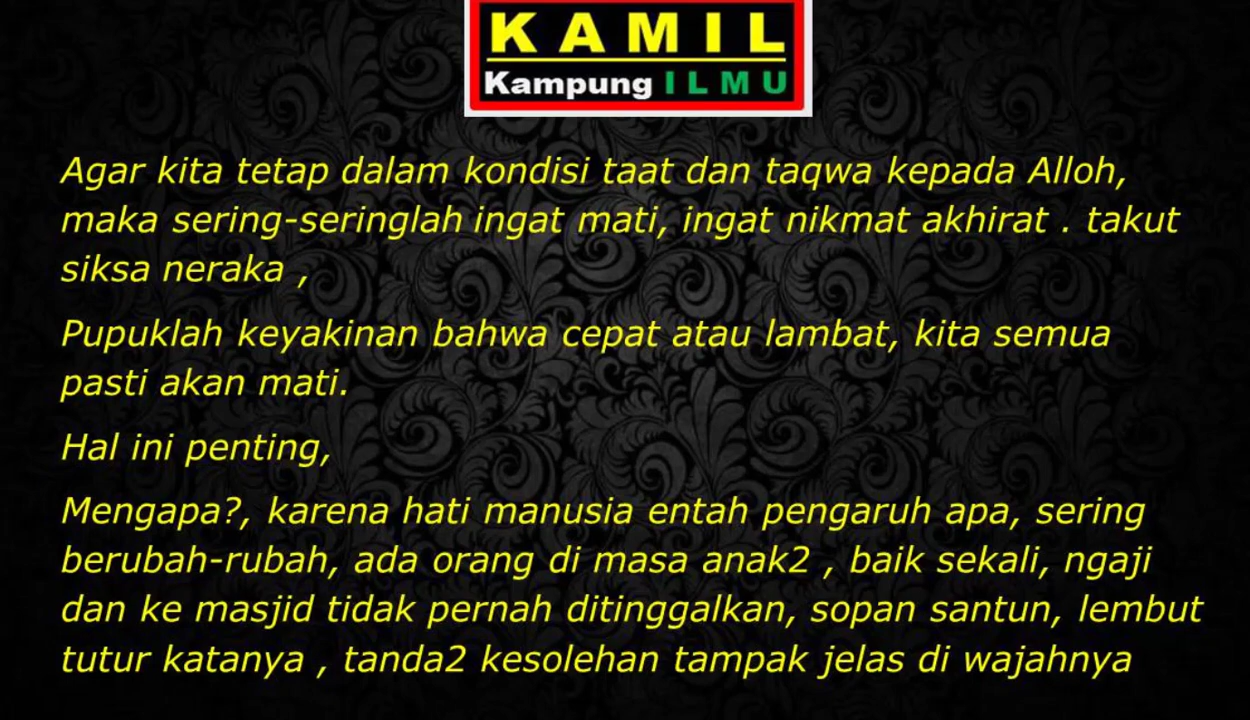 KAMIL
Kampung ILMU
Agar kita tetap dalam kondisi taat dan taqwa kepada Alloh,
maka sering-seringlah ingat mati, ingat nikmat akhirat . takut
siksa neraka ,
Pupuklah keyakinan bahwa cepat atau lambat, kita semua
pasti akan mati.
Hal ini penting,
Mengapa?, karena hati manusia entah pengaruh apa, sering
berubah-rubah, ada orang di masa anak2 , baik sekali, ngaji
dan ke masjid tidak pernah ditinggalkan, sopan santun, lembut
tutur katanya , tanda2 kesolehan tampak jelas di wajahnya